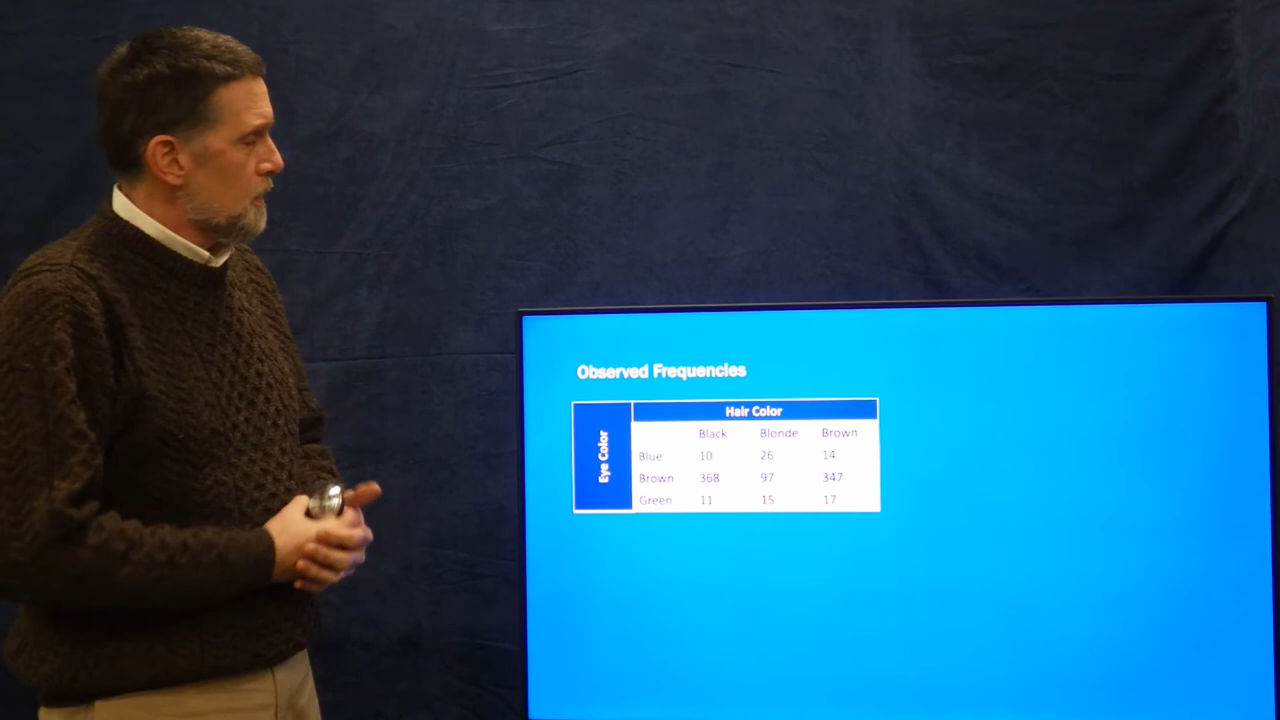 Observed Frequencies
Hair Color
Eye Color
Black Blonde Brown
Blue 10 26 14
Brown 368 97 347
Green 11 15 17